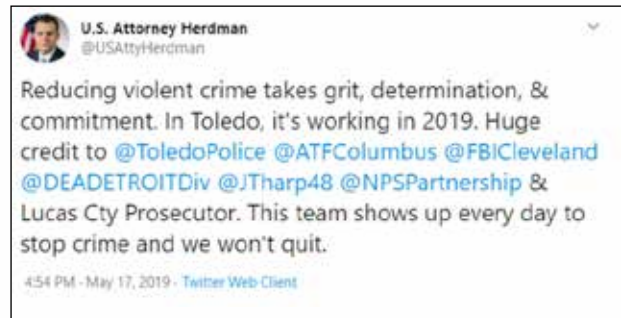 U.S. Attorney Herdman
@USAttyHerdman
Reducing violent crime takes grit, determination, &
commitment. In Toledo, it's working in 2019. Huge
credit to @ToledoPolice @ATFColumbus @FBICleveland
@DEADETROITDiv @JTharp48 @NPSPartnership &
Lucas Cty Prosecutor. This team shows up every day to
stop crime and we won't quit.
4:54 PM - May 17, 2019 - Twitter Web Client